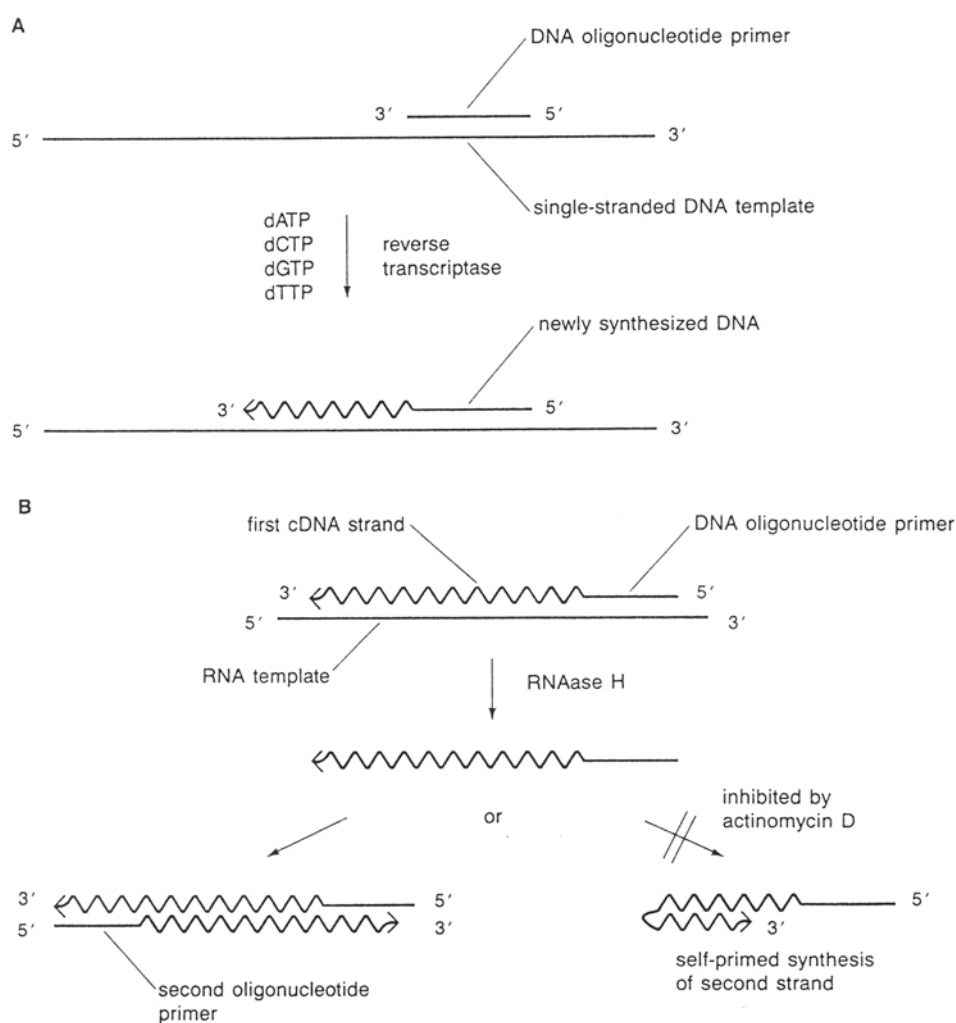 A
DNA oligonucleotide primer
3′ 5′
5′ 3′
single-stranded DNA template
dATP
dCTP
dGTP
dTTP
reverse
transcriptase
newly synthesized DNA
3′ 5′
5′ 3′
B
first cDNA strand
DNA oligonucleotide primer
3′ 5′
5′ 3′
RNA template
RNAase H
or
inhibited by
actinomycin D
3′ 5′
5′ 3′
second oligonucleotide
primer
5′
3′
self-primed synthesis
of second strand